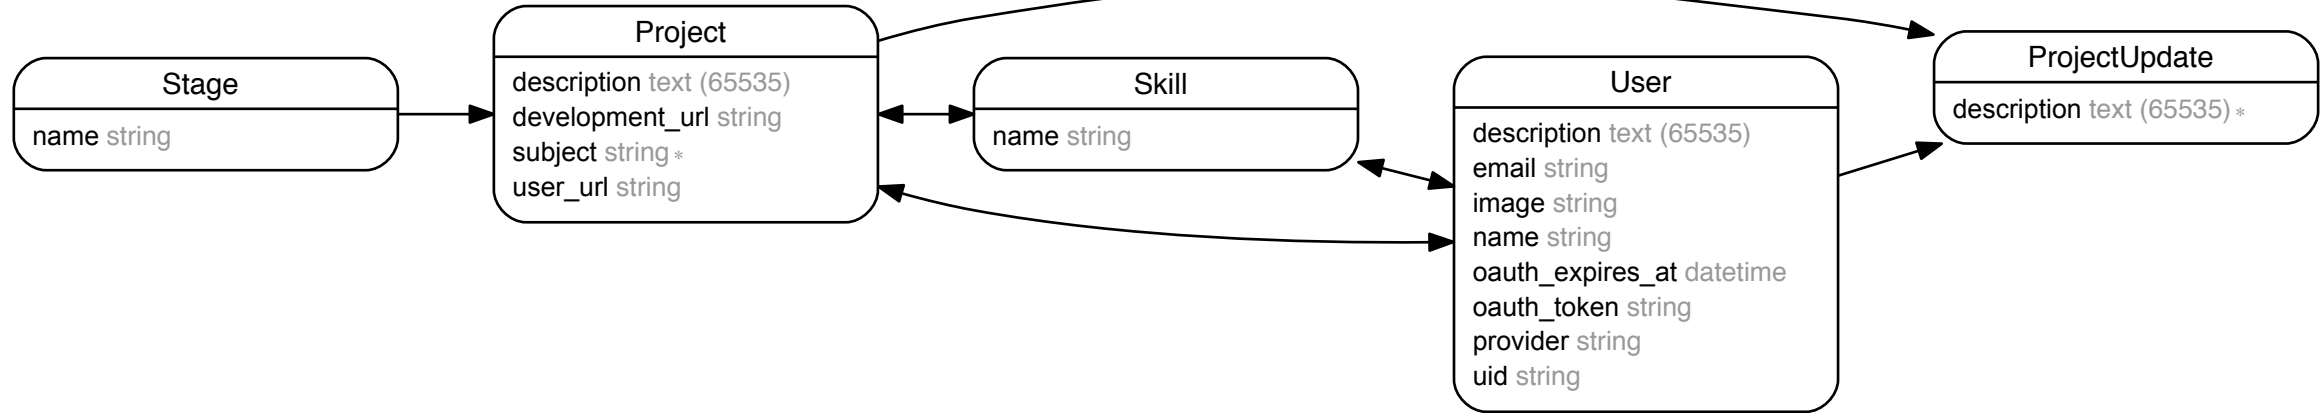 Stage
name string
Project
description text (65535)
development_url string
subject string *
user_url string
Skill
name string
User
description text (65535)
email string
image string
name string
oauth_expires_at datetime
oauth_token string
provider string
uid string
ProjectUpdate
description text (65535) *